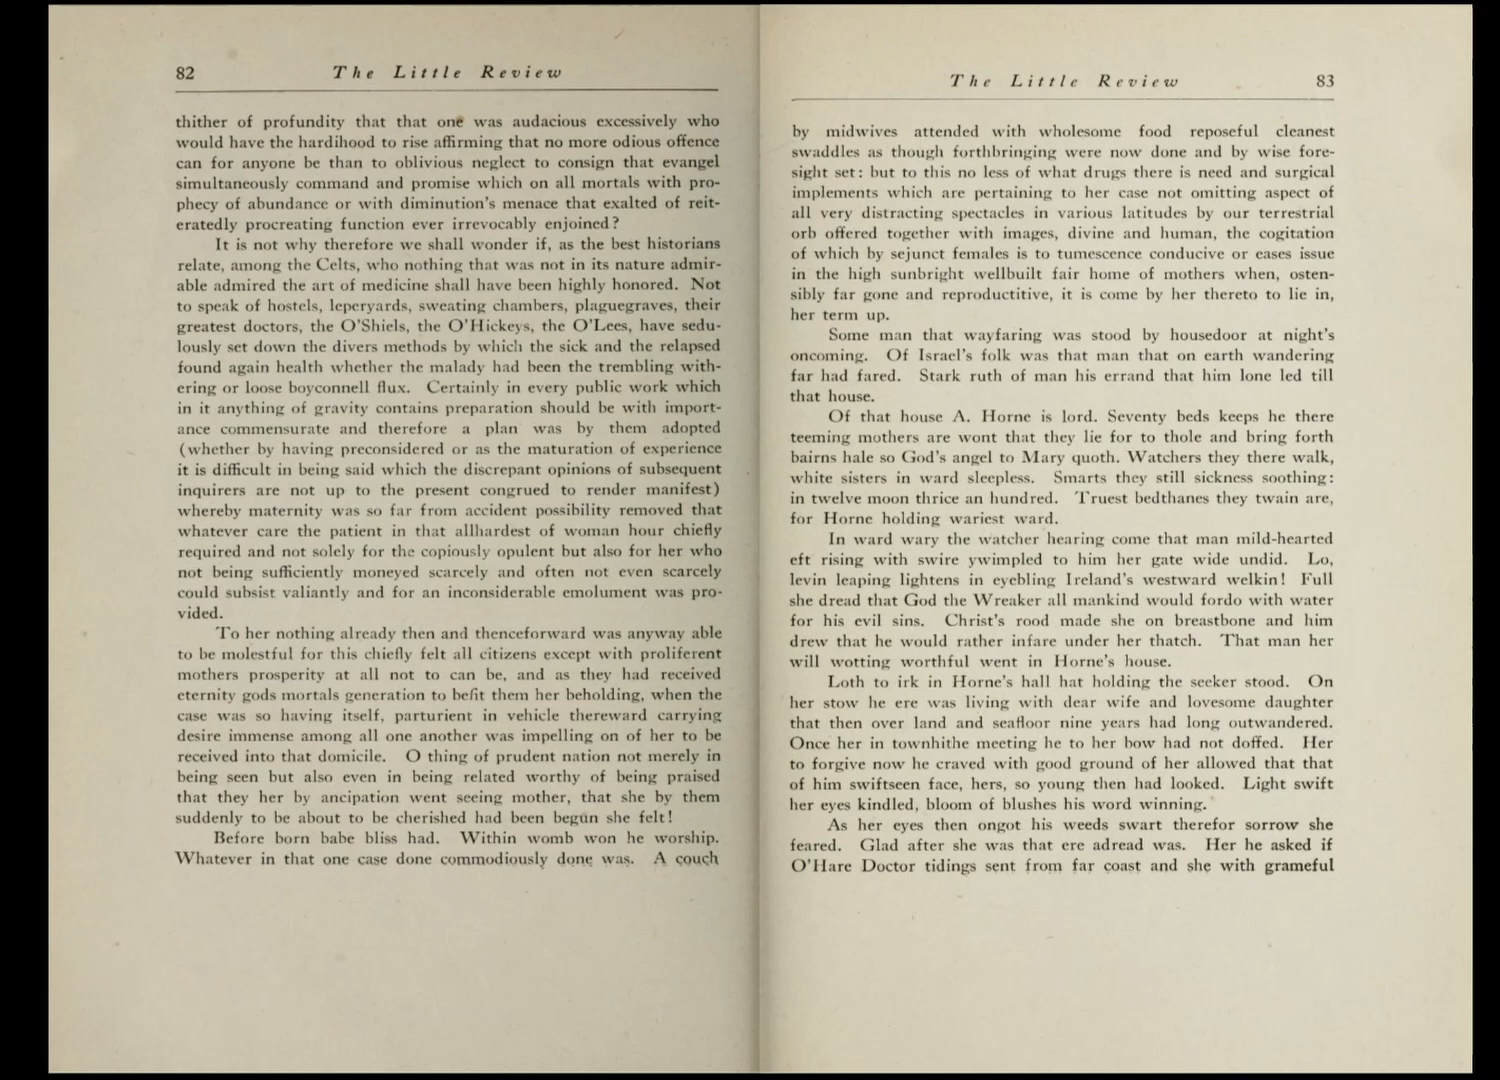 82 The Little Review
thither of profundity that that one was audacious excessively who
would have the hardihood to rise affirming that no more odious offence
can for anyone be than to oblivious neglect to consign that evangel
simultaneously command and promise which on all mortals with pro-
phecy of abundance or with diminution's menace that exalted of reit-
eratedly procreating function ever irrevocably enjoined?
It is not why therefore we shall wonder if, as the best historians
relate, among the Celts, who nothing that was not in its nature admir-
able admired the art of medicine shall have been highly honored. Not
to speak of hostels, leperyards, sweating chambers, plaguegraves, their
greatest doctors, the O'Shiels, the O'Hickeys, the O'Lees, have sedu-
lously set down the divers methods by which the sick and the relapsed
found again health whether the malady had been the trembling with-
ering or loose boyconnell flux. Certainly in every public work which
in it anything of gravity contains preparation should be with import-
ance commensurate and therefore a plan was by them adopted
(whether by having preconsidered or as the maturation of experience
it is difficult in being said which the discrepant opinions of subsequent
inquirers are not up to the present congrued to render manifest)
whereby maternity was so far from accident possibility removed that
whatever care the patient in that allhardest of woman hour chiefly
required and not solely for the copiously opulent but also for her who
not being sufficiently moneyed scarcely and often not even scarcely
could subsist valiantly and for an inconsiderable emolument was pro-
vided.
To her nothing already then and thenceforward was anyway able
to be molestful for this chiefly felt all citizens except with proliferent
mothers prosperity at all not to can be, and as they had received
eternity gods mortals generation to befit them her beholding, when the
case was so having itself, parturient in vehicle thereward carrying
desire immense among all one another was impelling on of her to be
received into that domicile. O thing of prudent nation not merely in
being seen but also even in being related worthy of being praised
that they her by ancipation went seeing mother, that she by them
suddenly to be about to be cherished had been begun she felt!
Before born babe bliss had. Within womb won he worship.
Whatever in that one case done commodiously done was. A couch
The Little Review 83
by midwives attended with wholesome food reposeful cleanest
swaddles as though forthbringing were now done and by wise fore-
sight set: but to this no less of what drugs there is need and surgical
implements which are pertaining to her case not omitting aspect of
all very distracting spectacles in various latitudes by our terrestrial
orb offered together with images, divine and human, the cogitation
of which by sejunct females is to tumescence conducive or eases issue
in the high sunbright wellbuilt fair home of mothers when, osten-
sibly far gone and reproductitive, it is come by her thereto to lie in,
her term up.
Some man that wayfaring was stood by housedoor at night's
oncoming. Of Israel's folk was that man that on earth wandering
far had fared. Stark ruth of man his errand that him lone led till
that house.
Of that house A. Horne is lord. Seventy beds keeps he there
teeming mothers are wont that they lie for to thole and bring forth
bairns hale so God's angel to Mary quoth. Watchers they there walk,
white sisters in ward sleepless. Smarts they still sickness soothing:
in twelve moon thrice an hundred. Truest bedthanes they twain are,
for Horne holding wariest ward.
In ward wary the watcher hearing come that man mild-hearted
eft rising with swire ywimpled to him her gate wide undid. Lo,
levin leaping lightens in eyebling Ireland's westward welkin! Full
she dread that God the Wreaker all mankind would fordo with water
for his evil sins. Christ's rood made she on breastbone and him
drew that he would rather infare under her thatch. That man her
will wotting worthful went in Horne's house.
Loth to irk in Horne's hall hat holding the seeker stood. On
her stow he ere was living with dear wife and lovesome daughter
that then over land and seafloor nine years had long outwandered.
Once her in townhithe meeting he to her bow had not doffed. Her
to forgive now he craved with good ground of her allowed that that
of him swiftseen face, hers, so young then had looked. Light swift
her eyes kindled, bloom of blushes his word winning.
As her eyes then ongot his weeds swart therefor sorrow she
feared. Glad after she was that ere adread was. Her he asked if
O'Hare Doctor tidings sent from far coast and she with grameful